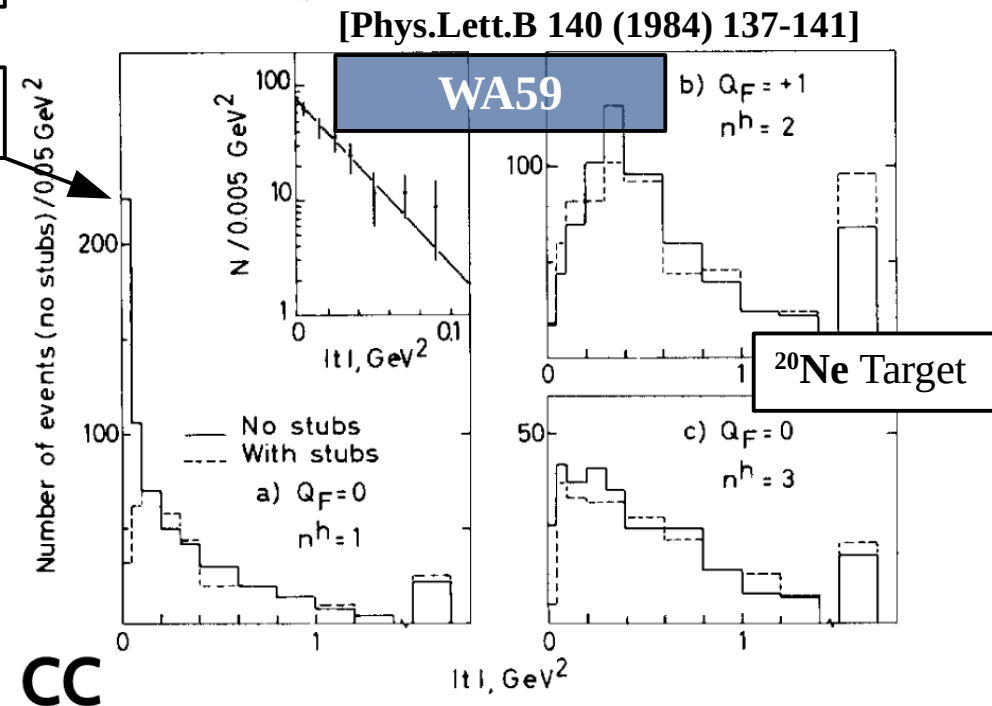 [Phys.Lett.B 140 (1984) 137-141]
WA59
Number of events (no stubs) / 0.05 GeV²
200
100
0
1
N / 0.005 GeV²
100
10
1
0
0.1
|t|, GeV²
No stubs
With stubs
a) Q_F = 0
n^h = 1
b) Q_F = +1
n^h = 2
100
0
1
²⁰Ne Target
50
c) Q_F = 0
n^h = 3
0
1
|t|, GeV²
CC